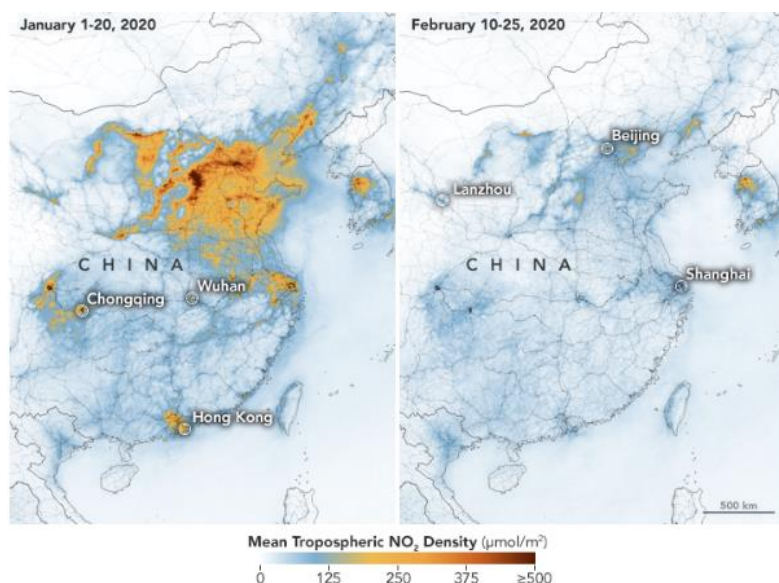 January 1-20, 2020
February 10-25, 2020
Beijing
Lanzhou
CHINA
CHINA
Wuhan
Shanghai
Chongqing
Hong Kong
500 km
Mean Tropospheric NO₂ Density (μmol/m²)
0 125 250 375 ≥500